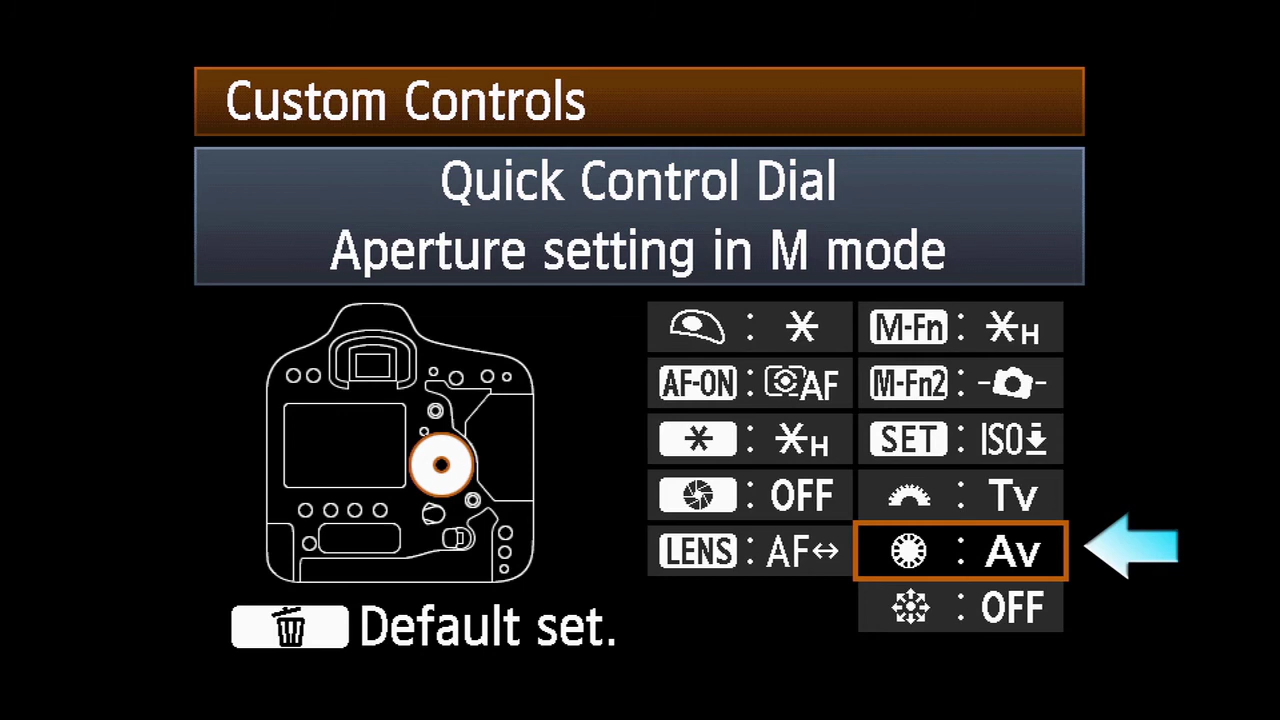 Custom Controls
Quick Control Dial
Aperture setting in M mode
: *
M-Fn : *H
AF-ON : AF
M-Fn2 :
* : *H
SET : ISO
: OFF
: Tv
LENS : AF↔
: Av
: OFF
Default set.